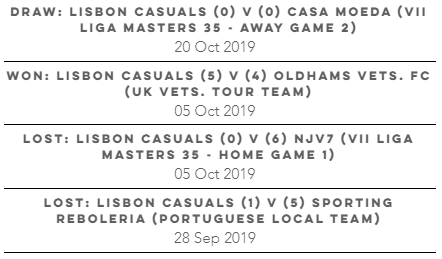 DRAW: LISBON CASUALS (0) V (0) CASA MOEDA (VII
LIGA MASTERS 35 - AWAY GAME 2)
20 Oct 2019
WON: LISBON CASUALS (5) V (4) OLDHAMS VETS. FC
(UK VETS. TOUR TEAM)
05 Oct 2019
LOST: LISBON CASUALS (0) V (6) NJV7 (VII LIGA
MASTERS 35 - HOME GAME 1)
05 Oct 2019
LOST: LISBON CASUALS (1) V (5) SPORTING
REBOLERIA (PORTUGUESE LOCAL TEAM)
28 Sep 2019